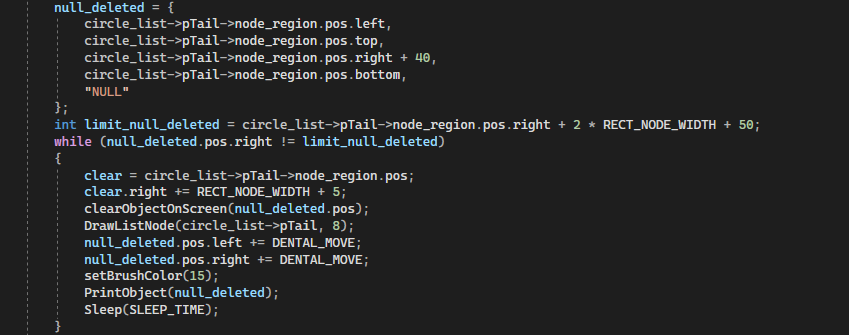 null_deleted = {
circle_list->pTail->node_region.pos.left,
circle_list->pTail->node_region.pos.top,
circle_list->pTail->node_region.pos.right + 40,
circle_list->pTail->node_region.pos.bottom,
"NULL"
};
int limit_null_deleted = circle_list->pTail->node_region.pos.right + 2 * RECT_NODE_WIDTH + 50;
while (null_deleted.pos.right != limit_null_deleted)
{
clear = circle_list->pTail->node_region.pos;
clear.right += RECT_NODE_WIDTH + 5;
clearObjectOnScreen(null_deleted.pos);
DrawListNode(circle_list->pTail, 8);
null_deleted.pos.left += DENTAL_MOVE;
null_deleted.pos.right += DENTAL_MOVE;
setBrushColor(15);
PrintObject(null_deleted);
Sleep(SLEEP_TIME);
}